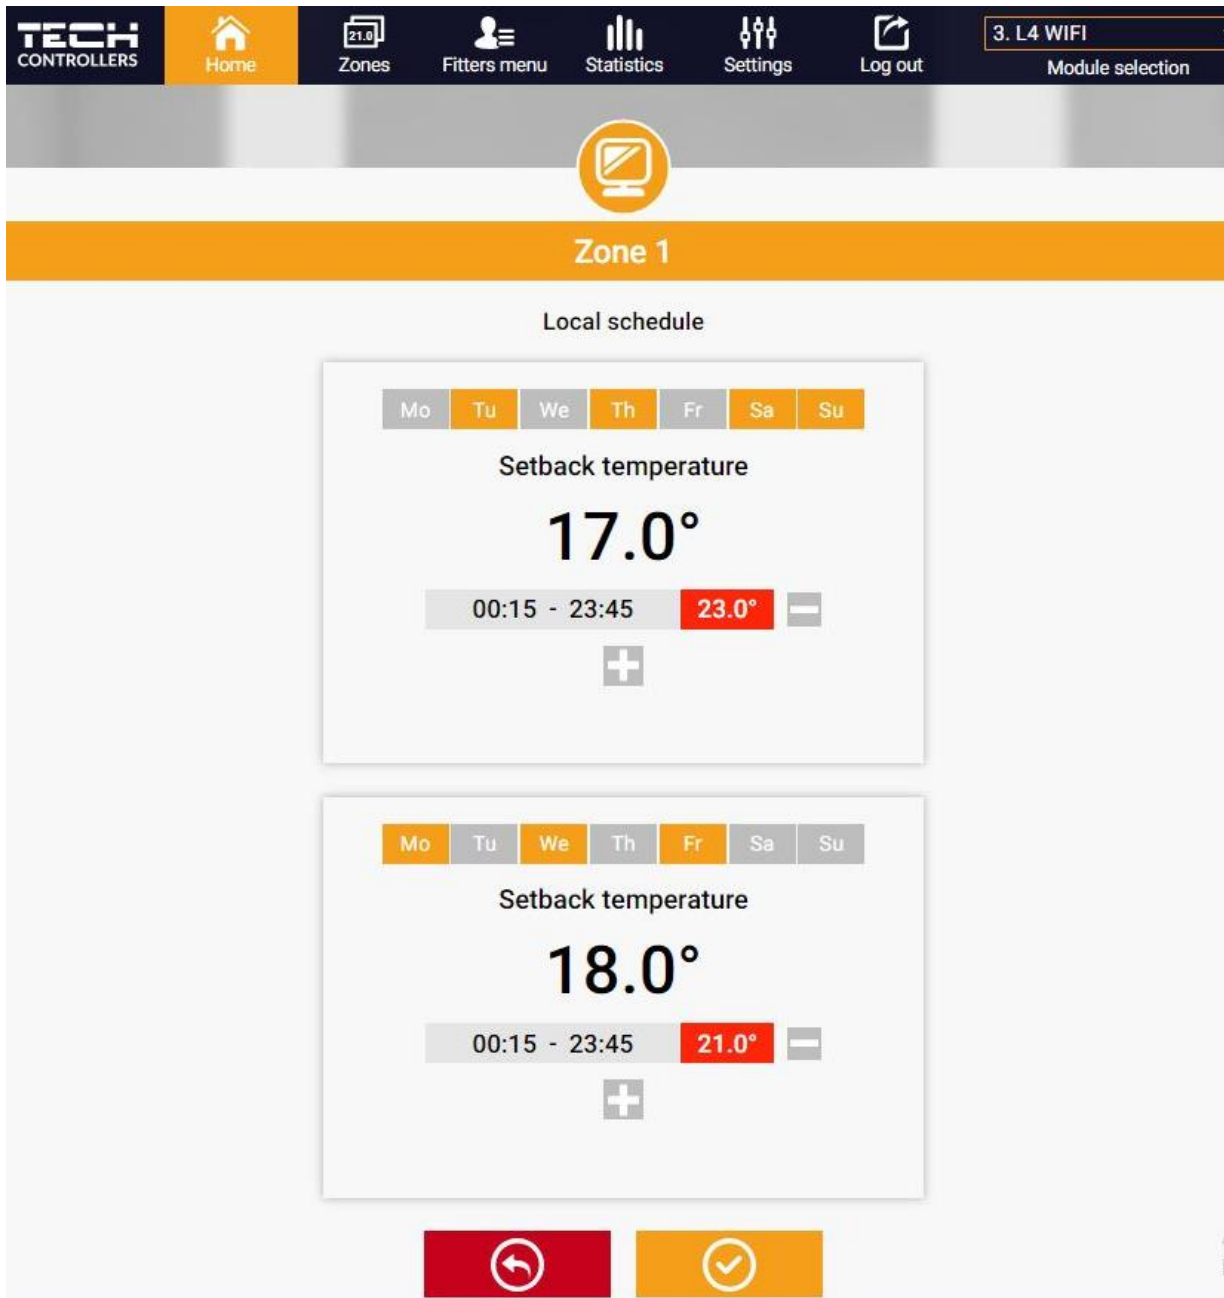 TECH
CONTROLLERS
Home
21.0
Zones
Fitters menu
Statistics
Settings
Log out
3. L4 WIFI
Module selection
Zone 1
Local schedule
Mo Tu We Th Fr Sa Su
Setback temperature
17.0°
00:15 - 23:45 23.0°
Mo Tu We Th Fr Sa Su
Setback temperature
18.0°
00:15 - 23:45 21.0°